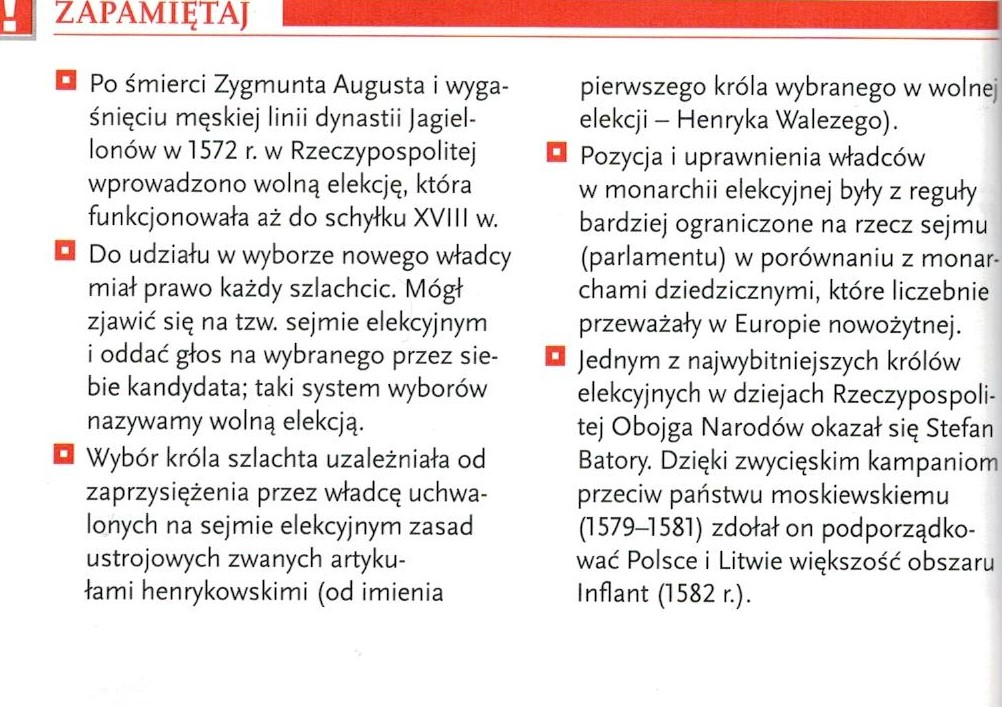 ZAPAMIĘTAJ
Po śmierci Zygmunta Augusta i wyga-
śnięciu męskiej linii dynastii Jagiel-
lonów w 1572 r. w Rzeczypospolitej
wprowadzono wolną elekcję, która
funkcjonowała aż do schyłku XVIII w.
Do udziału w wyborze nowego władcy
miał prawo każdy szlachcic. Mógł
zjawić się na tzw. sejmie elekcyjnym
i oddać głos na wybranego przez sie-
bie kandydata; taki system wyborów
nazywamy wolną elekcją.
Wybór króla szlachta uzależniała od
zaprzysiężenia przez władcę uchwa-
lonych na sejmie elekcyjnym zasad
ustrojowych zwanych artyku-
łami henrykowskimi (od imienia
pierwszego króla wybranego w wolnej
elekcji – Henryka Walezego).
Pozycja i uprawnienia władców
w monarchii elekcyjnej były z reguły
bardziej ograniczone na rzecz sejmu
(parlamentu) w porównaniu z monar-
chami dziedzicznymi, które liczebnie
przeważały w Europie nowożytnej.
Jednym z najwybitniejszych królów
elekcyjnych w dziejach Rzeczypospoli-
tej Obojga Narodów okazał się Stefan
Batory. Dzięki zwycięskim kampaniom
przeciw państwu moskiewskiemu
(1579–1581) zdołał on podporządko-
wać Polsce i Litwie większość obszaru
Inflant (1582 r.).